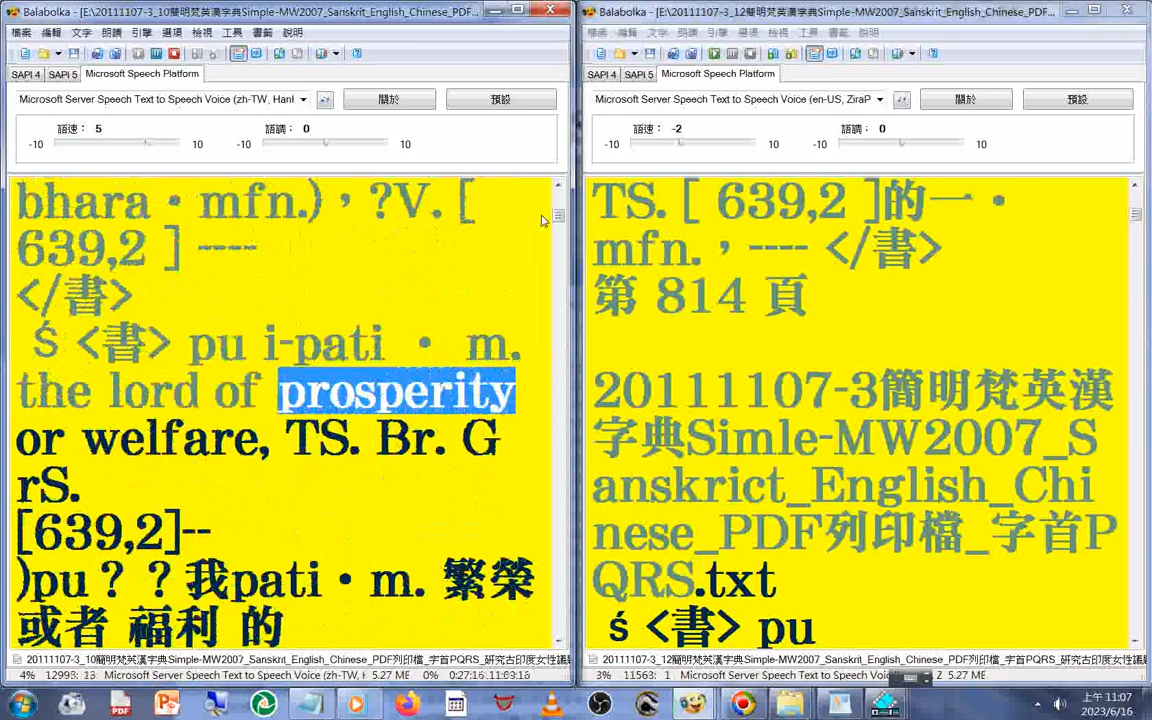 Balabolka - [E:\20111107-3_10簡明梵英漢字典Simple-MW2007_Sanskrit_English_Chinese_PDF...
檔案 編輯 文字 朗讀 引擎 選項 檢視 工具 書籤 說明
SAPI 4 SAPI 5 Microsoft Speech Platform
Microsoft Server Speech Text to Speech Voice (zh-TW, HanH 關於 預設
語速： 5 語調： 0
-10 10 -10 10
bhara‧mfn.)，?V. [
639,2 ] ----
</書>
Ś <書> pu i-pati ‧ m.
the lord of prosperity
or welfare, TS. Br. G
rS.
[639,2]--
)pu？？我pati‧m. 繁榮
或者 福利 的
20111107-3_10簡明梵英漢字典Simple-MW2007_Sanskrit_English_Chinese_PDF列印檔_字首PQRS_研究古印度女性議
4% 12993: 13 Microsoft Server Speech Text to Speech Voice (zh-TW, H 5.27 MB 0%
Balabolka - [E:\20111107-3_12簡明梵英漢字典Simple-MW2007_Sanskrit_English_Chinese_PDF...
檔案 編輯 文字 朗讀 引擎 選項 檢視 工具 書籤 說明
SAPI 4 SAPI 5 Microsoft Speech Platform
Microsoft Server Speech Text to Speech Voice (en-US, ZiraP 關於 預設
語速： -2 語調： 0
-10 10 -10 10
TS. [ 639,2 ]的一‧
mfn.，---- </書>
第 814 頁
20111107-3簡明梵英漢
字典Simle-MW2007_S
anskrict_English_Chi
nese_PDF列印檔_字首P
QRS.txt
ś <書> pu
20111107-3_12簡明梵英漢字典Simple-MW2007_Sanskrit_English_Chinese_PDF列印檔_字首PQRS_研究古印度女性議
3% 11563: 1 Microsoft Server Speech Text to Speech Voice 5.27 MB
上午 11:07
2023/6/16